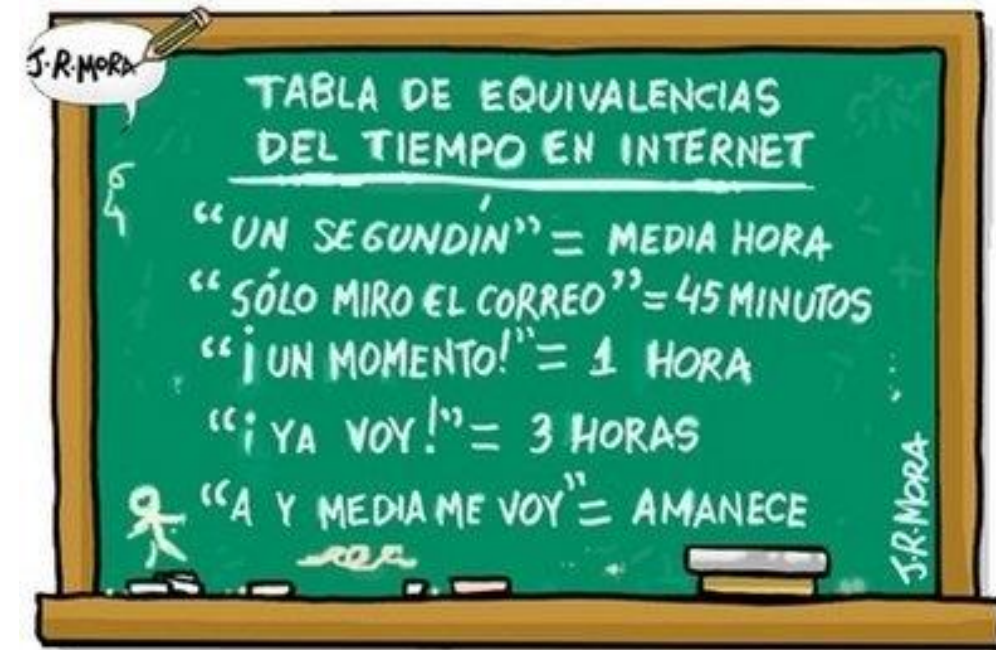 J.R.MORA
TABLA DE EQUIVALENCIAS
DEL TIEMPO EN INTERNET
“UN SEGUNDÍN” = MEDIA HORA
“SÓLO MIRO EL CORREO” = 45 MINUTOS
“¡UN MOMENTO!” = 1 HORA
“¡YA VOY!” = 3 HORAS
“A Y MEDIA ME VOY” = AMANECE
J.R.MORA